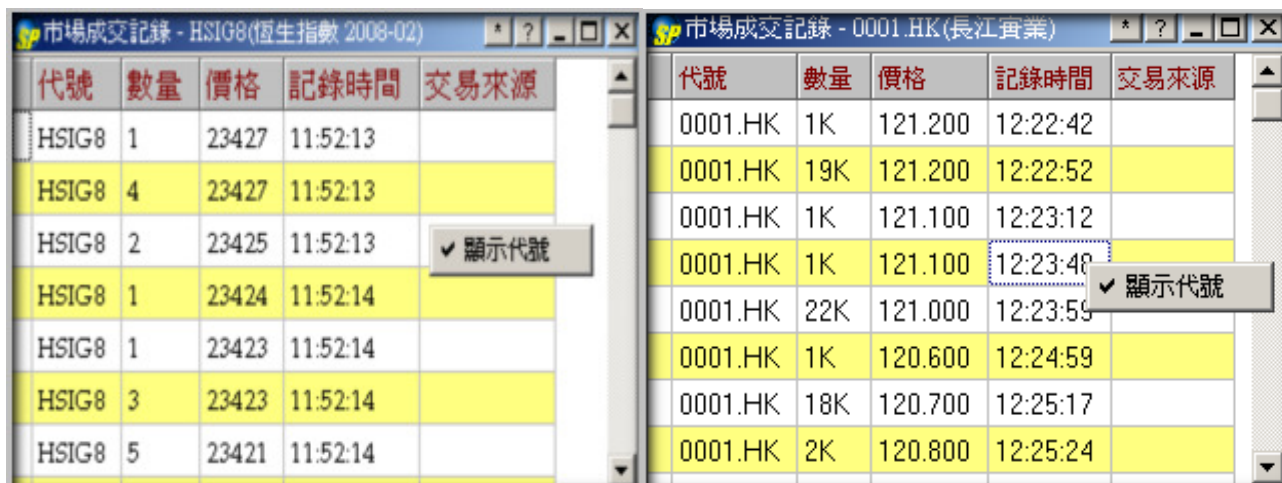 SP 市場成交記錄 - HSIG8(恆生指數 2008-02) * ?
代號 數量 價格 記錄時間 交易來源
HSIG8 1 23427 11:52:13
HSIG8 4 23427 11:52:13
HSIG8 2 23425 11:52:13
✓ 顯示代號
HSIG8 1 23424 11:52:14
HSIG8 1 23423 11:52:14
HSIG8 3 23423 11:52:14
HSIG8 5 23421 11:52:14
SP 市場成交記錄 - 0001.HK(長江實業) * ?
代號 數量 價格 記錄時間 交易來源
0001.HK 1K 121.200 12:22:42
0001.HK 19K 121.200 12:22:52
0001.HK 1K 121.100 12:23:12
0001.HK 1K 121.100 12:23:48
✓ 顯示代號
0001.HK 22K 121.000 12:23:59
0001.HK 1K 120.600 12:24:59
0001.HK 18K 120.700 12:25:17
0001.HK 2K 120.800 12:25:24